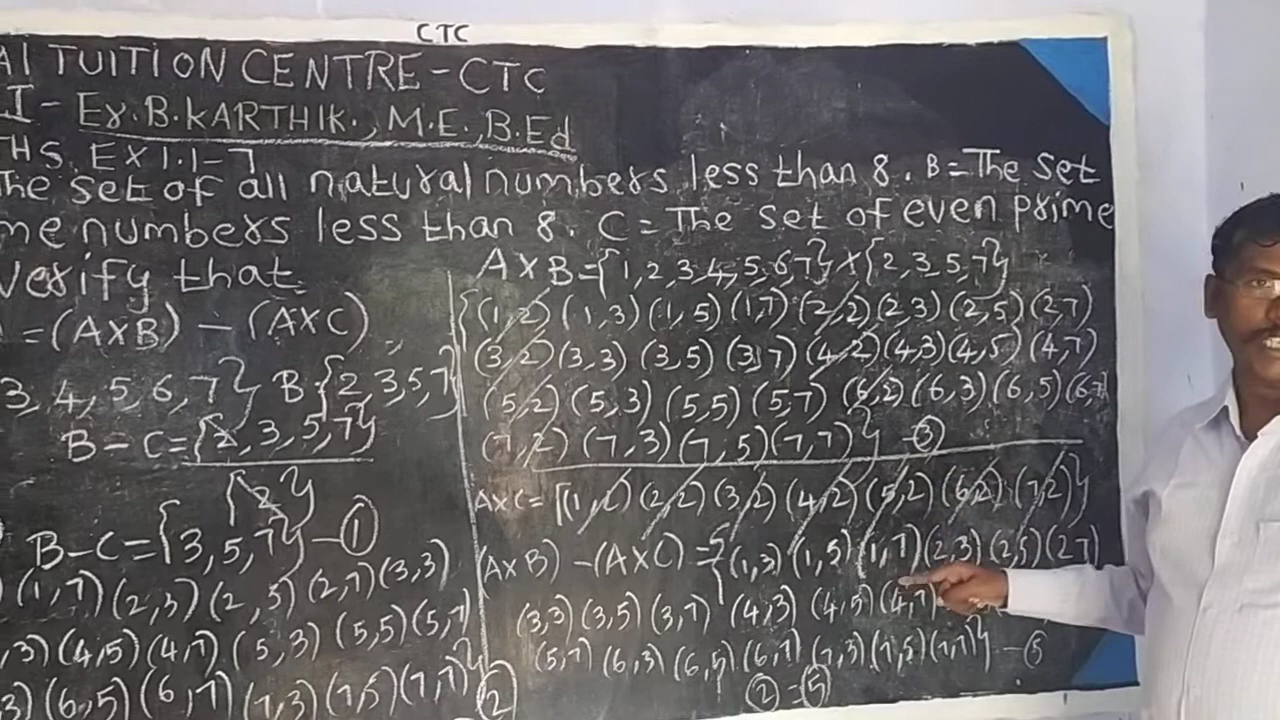 CTC
AI TUITION CENTRE-CTC
I- Er.B.KARTHIK., M.E.,B.Ed
THS EX 1.1-7
The set of all natural numbers less than 8. B=The set
me numbers less than 8. C=The set of even prime
verify that
=(AXB) - (AXC)
3,4,5,6,7} B={2,3,5,7}
B-C={2,3,5,7}
{2}
B-C={3,5,7}-①
(1,7)(2,3)(2,5)(2,7)(3,3)
,3)(4,5)(4,7)(5,3)(5,5)(5,7)
3)(6,5)(6,7)(7,3)(7,5)(7,7)} ②
AXB={1,2,3,4,5,6,7}X{2,3,5,7}
{(1,2)(1,3)(1,5)(1,7)(2,2)(2,3)(2,5)(2,7)
(3,2)(3,3)(3,5)(3,7)(4,2)(4,3)(4,5)(4,7)
(5,2)(5,3)(5,5)(5,7)(6,2)(6,3)(6,5)(6,7)
(7,2)(7,3)(7,5)(7,7)} -③
AXC={(1,2)(2,2)(3,2)(4,2)(5,2)(6,2)(7,2)}
(AXB)-(AXC)={(1,3)(1,5)(1,7)(2,3)(2,5)(2,7)
(3,3)(3,5)(3,7)(4,3)(4,5)(4,7)
(5,7)(6,3)(6,5)(6,7)(7,3)(7,5)(7,7)} -⑤
②=⑤